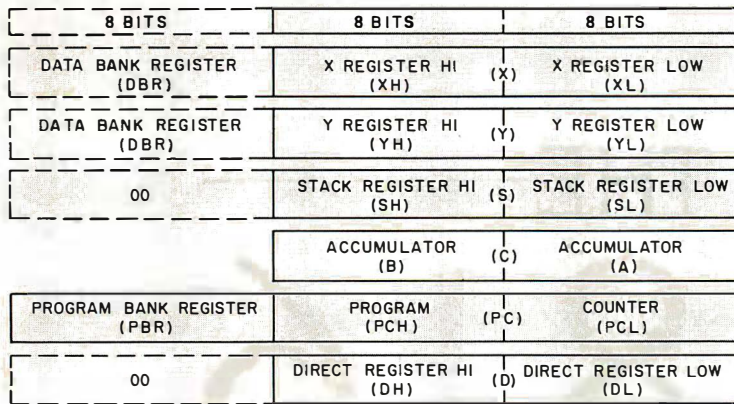 8 BITS 8 BITS 8 BITS
DATA BANK REGISTER X REGISTER HI (X) X REGISTER LOW
(DBR) (XH) (XL)
DATA BANK REGISTER Y REGISTER HI (Y) Y REGISTER LOW
(DBR) (YH) (YL)
00 STACK REGISTER HI (S) STACK REGISTER LOW
(SH) (SL)
ACCUMULATOR (C) ACCUMULATOR
(B) (A)
PROGRAM BANK REGISTER PROGRAM (PC) COUNTER
(PBR) (PCH) (PCL)
00 DIRECT REGISTER HI (D) DIRECT REGISTER LOW
(DH) (DL)